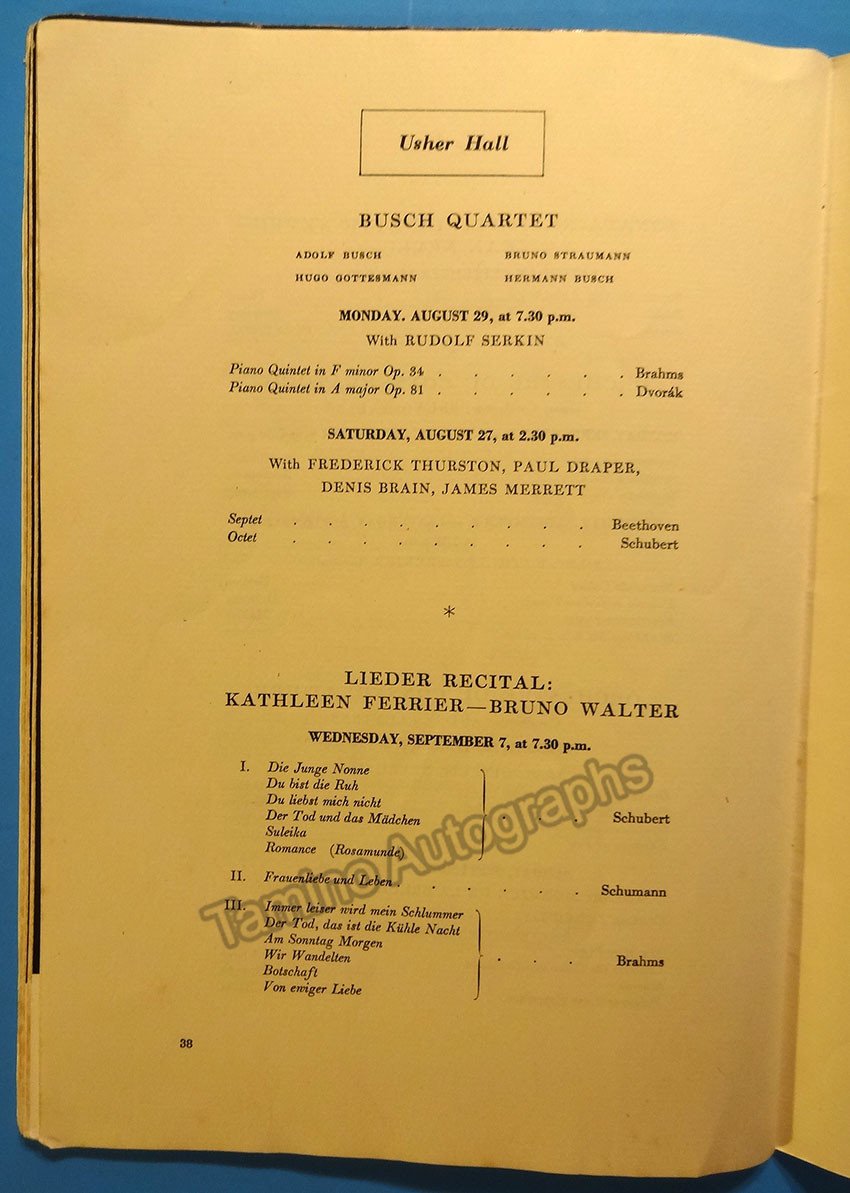 Usher Hall
BUSCH QUARTET
ADOLF BUSCH BRUNO STRAUMANN
HUGO GOTTESMANN HERMANN BUSCH
MONDAY. AUGUST 29, at 7.30 p.m.
With RUDOLF SERKIN
Piano Quintet in F minor Op. 34 . . . . . . Brahms
Piano Quintet in A major Op. 81 . . . . . . Dvorák
SATURDAY, AUGUST 27, at 2.30 p.m.
With FREDERICK THURSTON, PAUL DRAPER,
DENIS BRAIN, JAMES MERRETT
Septet . . . . . . . . . Beethoven
Octet . . . . . . . . . Schubert
*
LIEDER RECITAL:
KATHLEEN FERRIER—BRUNO WALTER
WEDNESDAY, SEPTEMBER 7, at 7.30 p.m.
I. Die Junge Nonne
Du bist die Ruh
Du liebst mich nicht
Der Tod und das Mädchen . . . Schubert
Suleika
Romance (Rosamunde)
II. Frauenliebe und Leben . . . . . . Schumann
III. Immer leiser wird mein Schlummer
Der Tod, das ist die Kühle Nacht
Am Sonntag Morgen
Wir Wandelten . . . Brahms
Botschaft
Von ewiger Liebe
38
Tamino Autographs